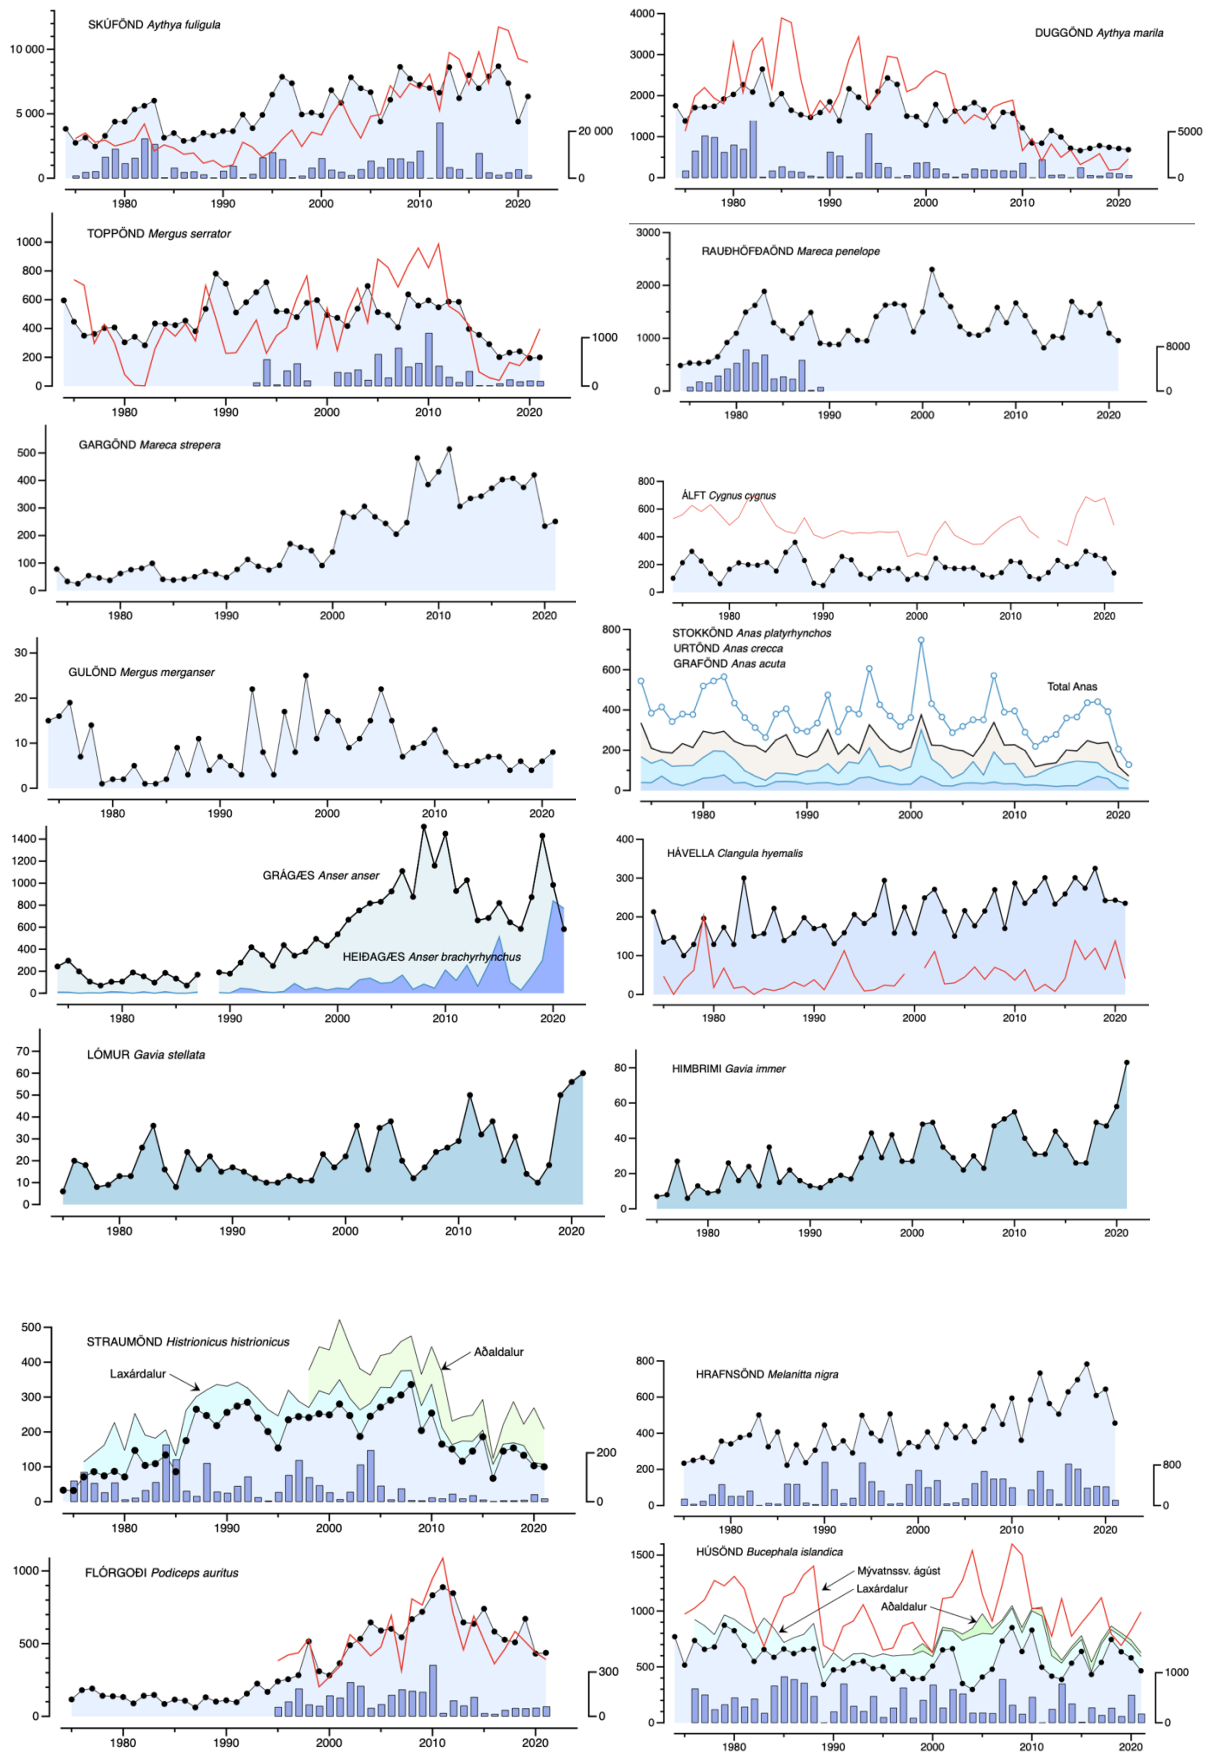 SKÚFÖND Aythya fuligula
10 000
5 000
0
20 000
0
1980 1990 2000 2010 2020
DUGGÖND Aythya marila
4000
3000
2000
1000
0
5000
0
1980 1990 2000 2010 2020
TOPPÖND Mergus serrator
1000
800
600
400
200
0
1000
0
1980 1990 2000 2010 2020
RAUÐHÖFÐAÖND Mareca penelope
3000
2000
1000
0
8000
0
1980 1990 2000 2010 2020
GARGÖND Mareca strepera
500
400
300
200
100
0
1980 1990 2000 2010 2020
ÁLFT Cygnus cygnus
800
600
400
200
0
1980 1990 2000 2010 2020
GULÖND Mergus merganser
30
20
10
0
1980 1990 2000 2010 2020
STOKKÖND Anas platyrhynchos
URTÖND Anas crecca
GRAFÖND Anas acuta
Total Anas
800
600
400
200
0
1980 1990 2000 2010 2020
GRÁGÆS Anser anser
HEIÐAGÆS Anser brachyrhynchus
1400
1200
1000
800
600
400
200
0
1980 1990 2000 2010 2020
HÁVELLA Clangula hyemalis
400
300
200
100
0
1980 1990 2000 2010 2020
LÓMUR Gavia stellata
70
60
50
40
30
20
10
0
1980 1990 2000 2010 2020
HIMBRIMI Gavia immer
80
60
40
20
0
1980 1990 2000 2010 2020
STRAUMÖND Histrionicus histrionicus
Laxárdalur
Aðaldalur
500
400
300
200
100
0
200
0
1980 1990 2000 2010 2020
HRAFNSÖND Melanitta nigra
800
600
400
200
0
800
0
1980 1990 2000 2010 2020
FLÓRGOÐI Podiceps auritus
1000
500
0
300
0
1980 1990 2000 2010 2020
HÚSÖND Bucephala islandica
Mývatnssv. ágúst
Laxárdalur
Aðaldalur
1500
1000
500
0
1000
0
1980 1990 2000 2010 2020